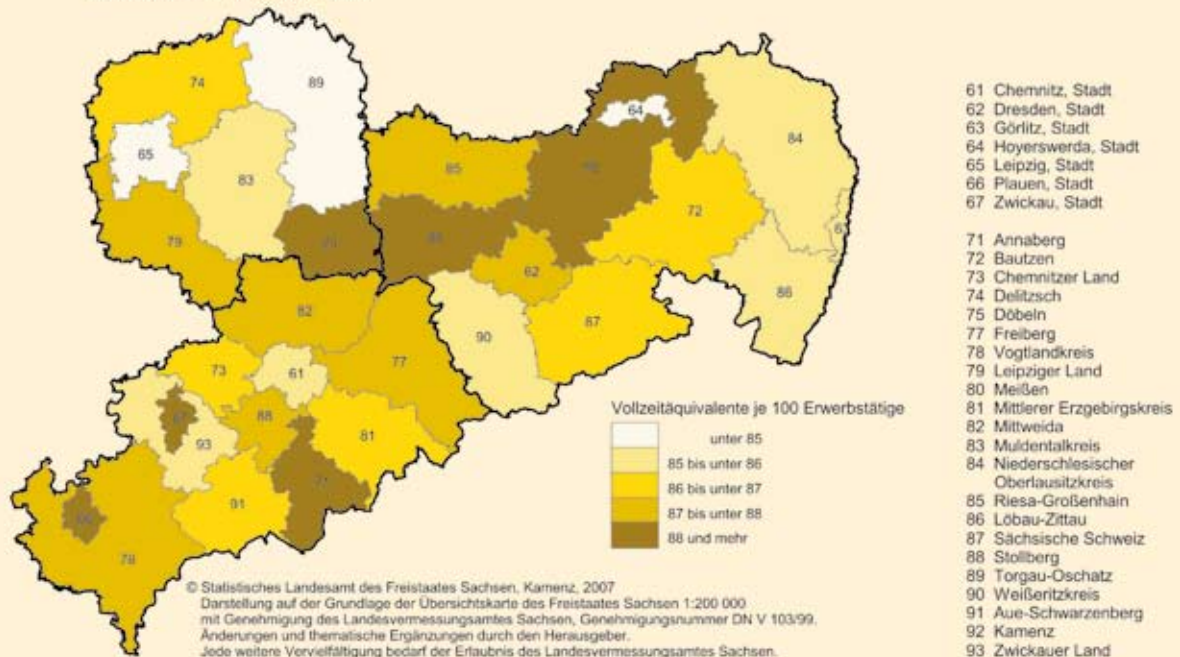 74
89
64
84
65
83
85
72
63
79
75
80
62
86
82
90
87
73
61
77
67
88
93
81
71
91
66
78
61 Chemnitz, Stadt
62 Dresden, Stadt
63 Görlitz, Stadt
64 Hoyerswerda, Stadt
65 Leipzig, Stadt
66 Plauen, Stadt
67 Zwickau, Stadt
71 Annaberg
72 Bautzen
73 Chemnitzer Land
74 Delitzsch
75 Döbeln
77 Freiberg
78 Vogtlandkreis
79 Leipziger Land
80 Meißen
81 Mittlerer Erzgebirgskreis
82 Mittweida
83 Muldentalkreis
84 Niederschlesischer
Oberlausitzkreis
85 Riesa-Großenhain
86 Löbau-Zittau
87 Sächsische Schweiz
88 Stollberg
89 Torgau-Oschatz
90 Weißeritzkreis
91 Aue-Schwarzenberg
92 Kamenz
93 Zwickauer Land
Vollzeitäquivalente je 100 Erwerbstätige
unter 85
85 bis unter 86
86 bis unter 87
87 bis unter 88
88 und mehr
© Statistisches Landesamt des Freistaates Sachsen, Kamenz, 2007
Darstellung auf der Grundlage der Übersichtskarte des Freistaates Sachsen 1:200 000
mit Genehmigung des Landesvermessungsamtes Sachsen, Genehmigungsnummer DN V 103/99.
Änderungen und thematische Ergänzungen durch den Herausgeber.
Jede weitere Vervielfältigung bedarf der Erlaubnis des Landesvermessungsamtes Sachsen.